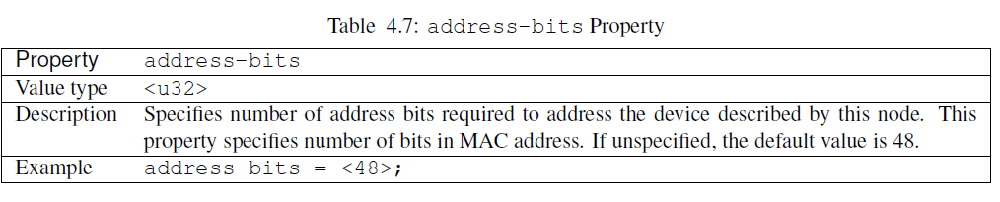 Table 4.7: address-bits Property
Property address-bits
Value type <u32>
Description Specifies number of address bits required to address the device described by this node. This
property specifies number of bits in MAC address. If unspecified, the default value is 48.
Example address-bits = <48>;